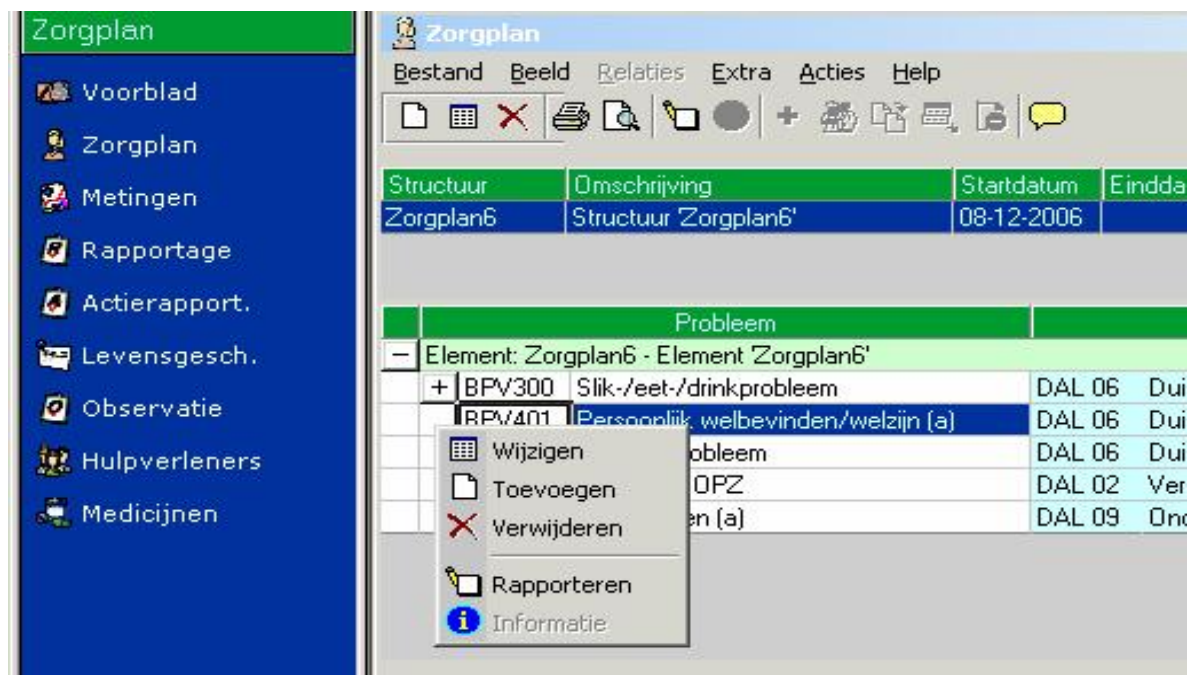 Zorgplan
Voorblad
Zorgplan
Metingen
Rapportage
Actierapport.
Levensgesch.
Observatie
Hulpverleners
Medicijnen
Zorgplan
Bestand Beeld Relaties Extra Acties Help
Structuur Omschrijving Startdatum Eindda
Zorgplan6 Structuur 'Zorgplan6' 08-12-2006
Probleem
Element: Zorgplan6 - Element 'Zorgplan6'
BPV300 Slik-/eet-/drinkprobleem DAL 06 Dui
BPV401 Persoonlijk welbevinden/welzijn (a) DAL 06 Dui
obleem DAL 06 Dui
OPZ DAL 02 Ver
en (a) DAL 09 Ond
Wijzigen
Toevoegen
Verwijderen
Rapporteren
Informatie